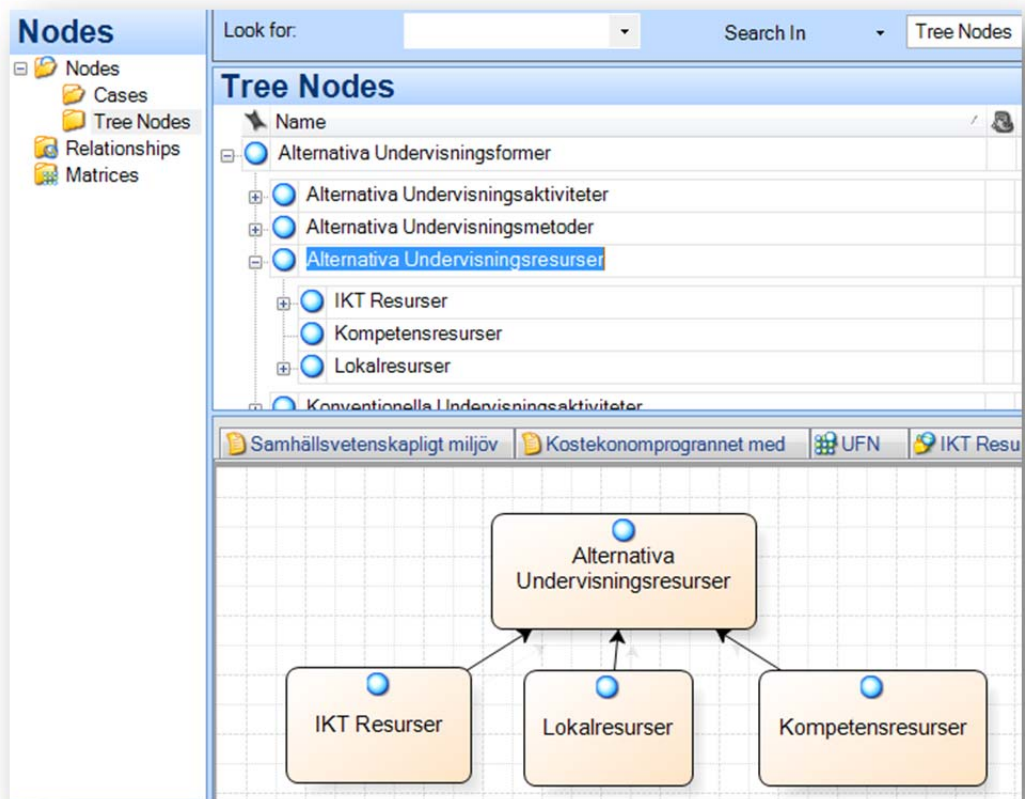 Nodes
Nodes
Cases
Tree Nodes
Relationships
Matrices
Look for:
Search In
Tree Nodes
Tree Nodes
Name
Alternativa Undervisningsformer
Alternativa Undervisningsaktiviteter
Alternativa Undervisningsmetoder
Alternativa Undervisningsresurser
IKT Resurser
Kompetensresurser
Lokalresurser
Konventionella Undervisningsaktiviteter
Samhällsvetenskapligt miljöv
Kostekonomprogrannet med
UFN
IKT Resu
Alternativa
Undervisningsresurser
IKT Resurser
Lokalresurser
Kompetensresurser